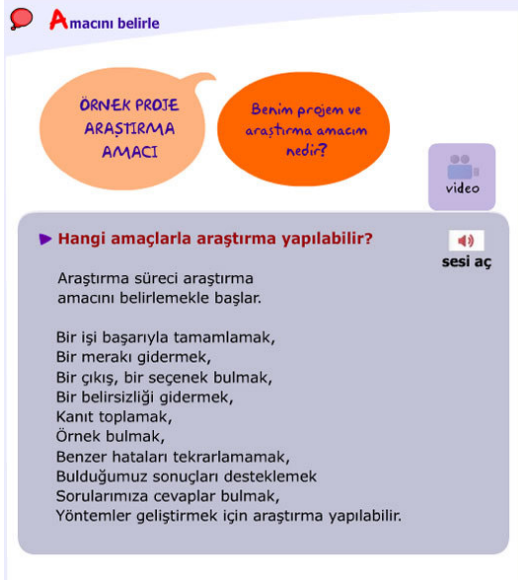 Amacını belirle
ÖRNEK PROJE
ARAŞTIRMA
AMACI
Benim projem ve
araştırma amacım
nedir?
video
Hangi amaçlarla araştırma yapılabilir?
sesi aç
Araştırma süreci araştırma
amacını belirlemekle başlar.
Bir işi başarıyla tamamlamak,
Bir merakı gidermek,
Bir çıkış, bir seçenek bulmak,
Bir belirsizliği gidermek,
Kanıt toplamak,
Örnek bulmak,
Benzer hataları tekrarlamamak,
Bulduğumuz sonuçları desteklemek
Sorularımıza cevaplar bulmak,
Yöntemler geliştirmek için araştırma yapılabilir.